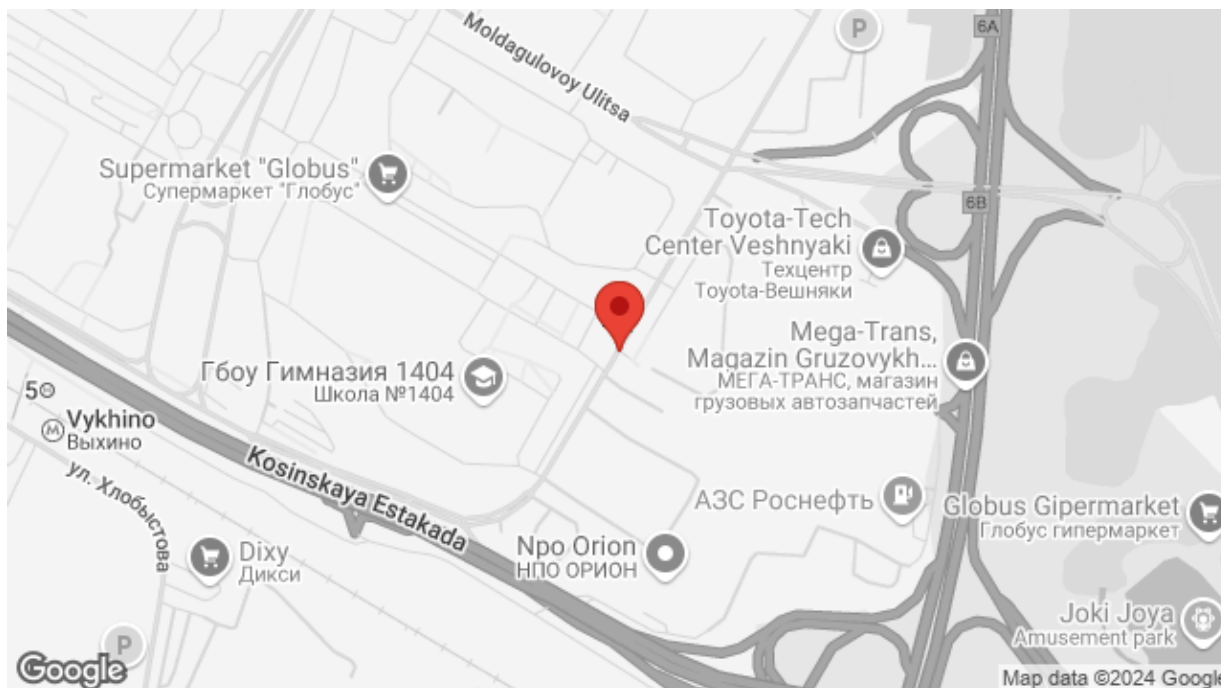 6A
P
Moldagulovoy Ulitsa
Supermarket "Globus"
Супермаркет "Глобус"
6B
Toyota-Tech
Center Veshnyaki
Техцентр
Toyota-Вешняки
Mega-Trans,
Magazin Gruzovykh...
МЕГА-ТРАНС, магазин
грузовых автозапчастей
Гбоу Гимназия 1404
Школа №1404
5
M
Vykhino
Выхино
Kosinskaya Estakada
ул. Хлобыстова
АЗС Роснефть
Globus Gipermarket
Глобус гипермаркет
Npo Orion
НПО ОРИОН
Dixy
Дикси
Joki Joya
Amusement park
P
Google
Map data ©2024 Google